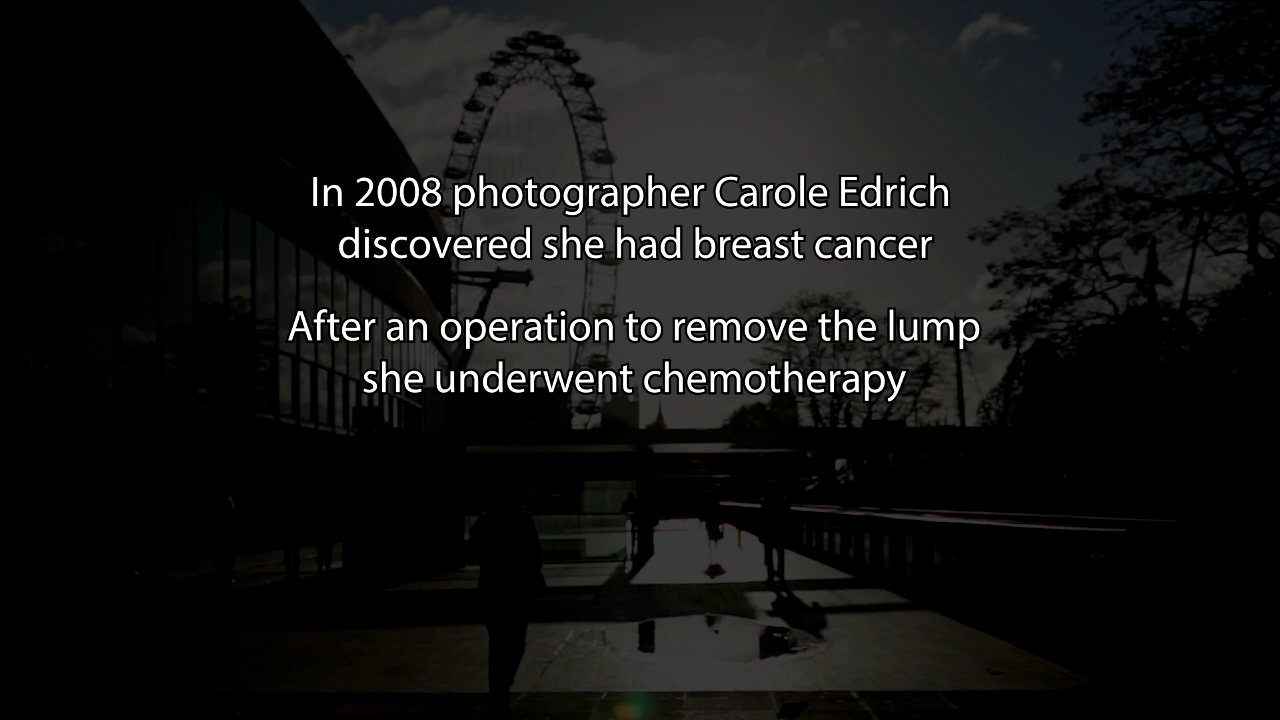 In 2008 photographer Carole Edrich
discovered she had breast cancer
After an operation to remove the lump
she underwent chemotherapy